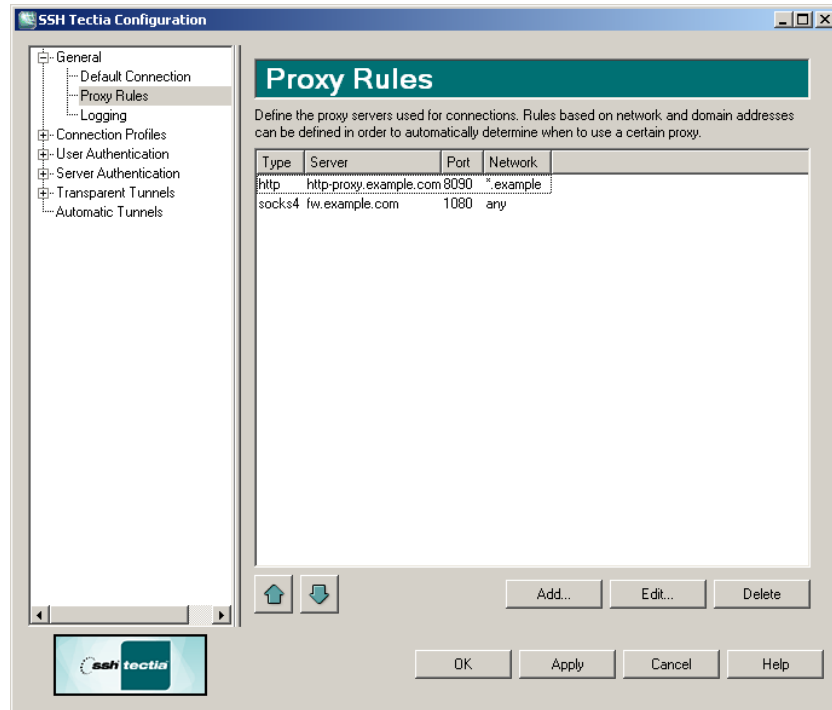 SSH Tectia Configuration
General
Default Connection
Proxy Rules
Logging
Connection Profiles
User Authentication
Server Authentication
Transparent Tunnels
Automatic Tunnels
Proxy Rules
Define the proxy servers used for connections. Rules based on network and domain addresses
can be defined in order to automatically determine when to use a certain proxy.
Type Server Port Network
http http-proxy.example.com 8090 *.example
socks4 fw.example.com 1080 any
Add... Edit... Delete
ssh tectia
OK Apply Cancel Help